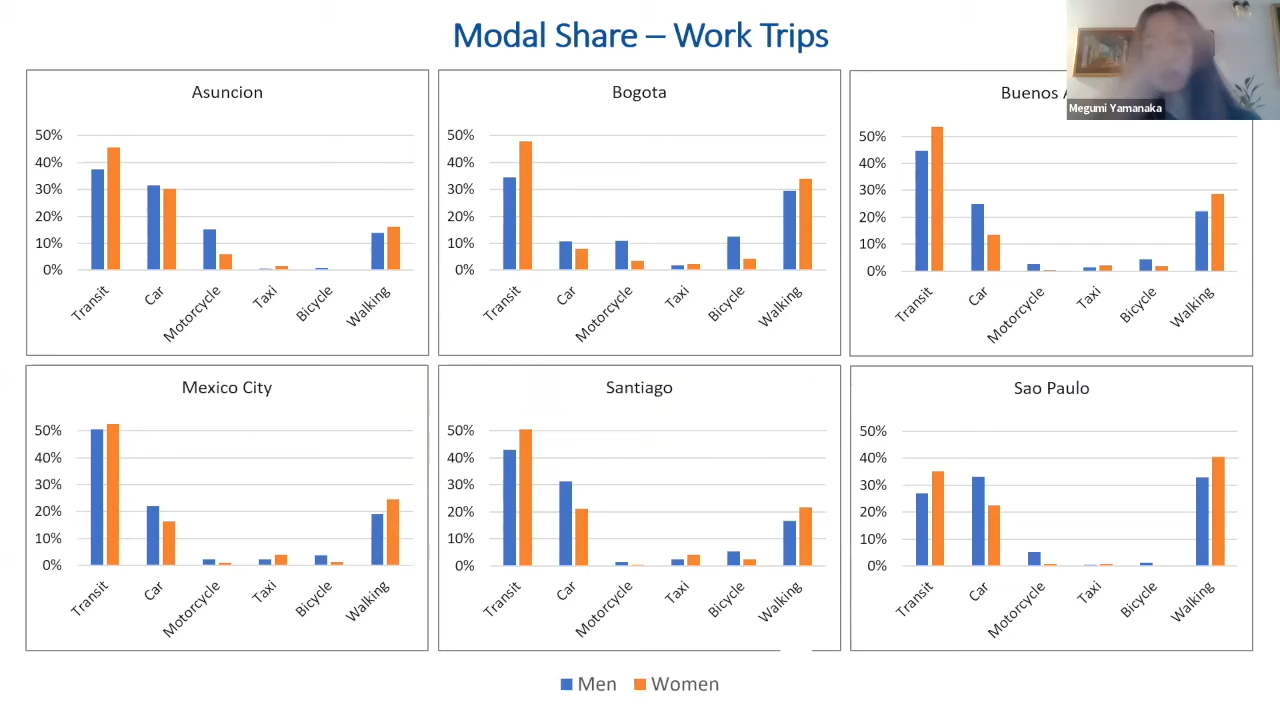 Modal Share – Work Trips
Megumi Yamanaka
Asuncion
50%
40%
30%
20%
10%
0%
Transit
Car
Motorcycle
Taxi
Bicycle
Walking
Bogota
50%
40%
30%
20%
10%
0%
Transit
Car
Motorcycle
Taxi
Bicycle
Walking
Buenos
50%
40%
30%
20%
10%
0%
Transit
Car
Motorcycle
Taxi
Bicycle
Walking
Mexico City
50%
40%
30%
20%
10%
0%
Transit
Car
Motorcycle
Taxi
Bicycle
Walking
Santiago
50%
40%
30%
20%
10%
0%
Transit
Car
Motorcycle
Taxi
Bicycle
Walking
Sao Paulo
50%
40%
30%
20%
10%
0%
Transit
Car
Motorcycle
Taxi
Bicycle
Walking
Men Women